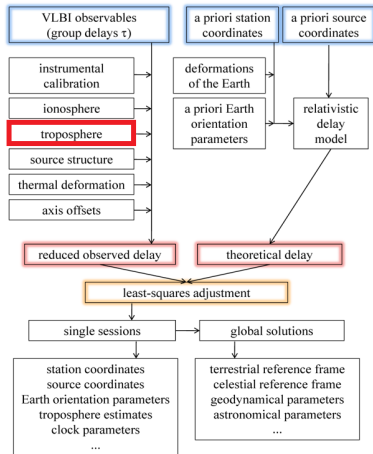 VLBI observables
(group delays τ)
a priori station
coordinates
a priori source
coordinates
instrumental
calibration
ionosphere
troposphere
source structure
thermal deformation
axis offsets
deformations
of the Earth
a priori Earth
orientation
parameters
relativistic
delay
model
reduced observed delay
theoretical delay
least-squares adjustment
single sessions
global solutions
station coordinates
source coordinates
Earth orientation parameters
troposphere estimates
clock parameters
...
terrestrial reference frame
celestial reference frame
geodynamical parameters
astronomical parameters
...